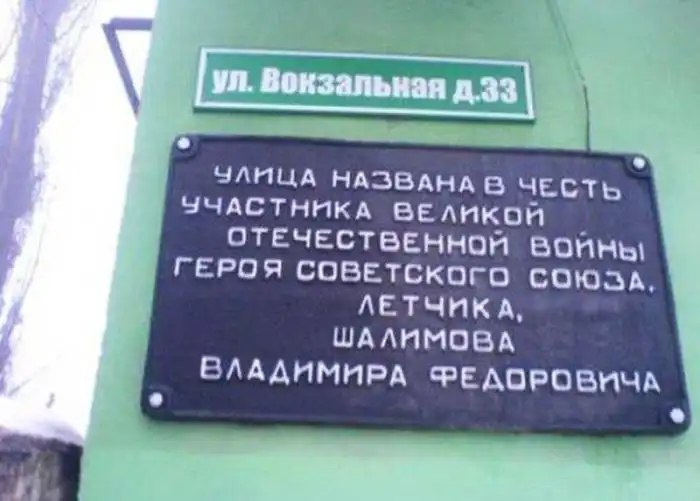 ул. Вокзальная д.33
УЛИЦА НАЗВАНА В ЧЕСТЬ
УЧАСТНИКА ВЕЛИКОЙ
ОТЕЧЕСТВЕННОЙ ВОЙНЫ
ГЕРОЯ СОВЕТСКОГО СОЮЗА,
ЛЕТЧИКА,
ШАЛИМОВА
ВЛАДИМИРА ФЕДОРОВИЧА